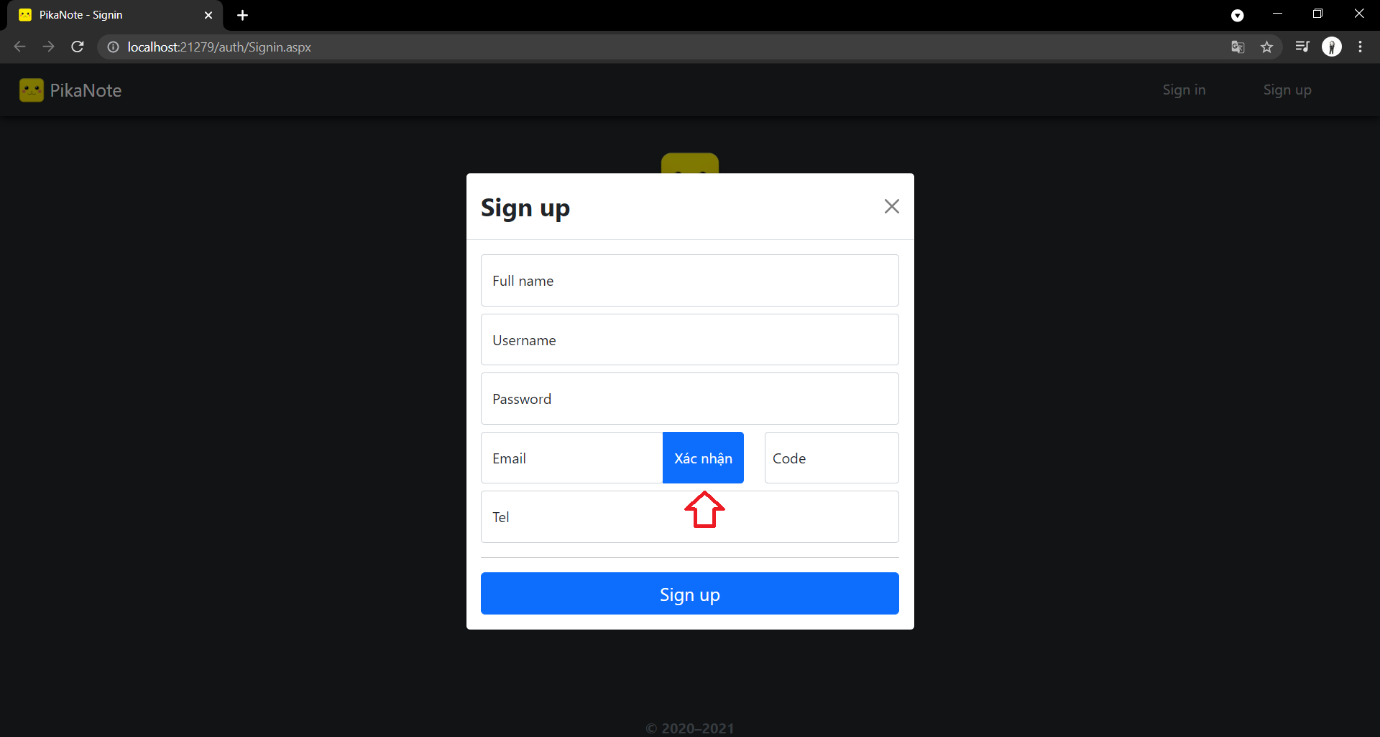 PikaNote - Signin
localhost:21279/auth/Signin.aspx
PikaNote
Sign in
Sign up
Sign up
Full name
Username
Password
Email
Xác nhận
Code
Tel
Sign up
© 2020–2021